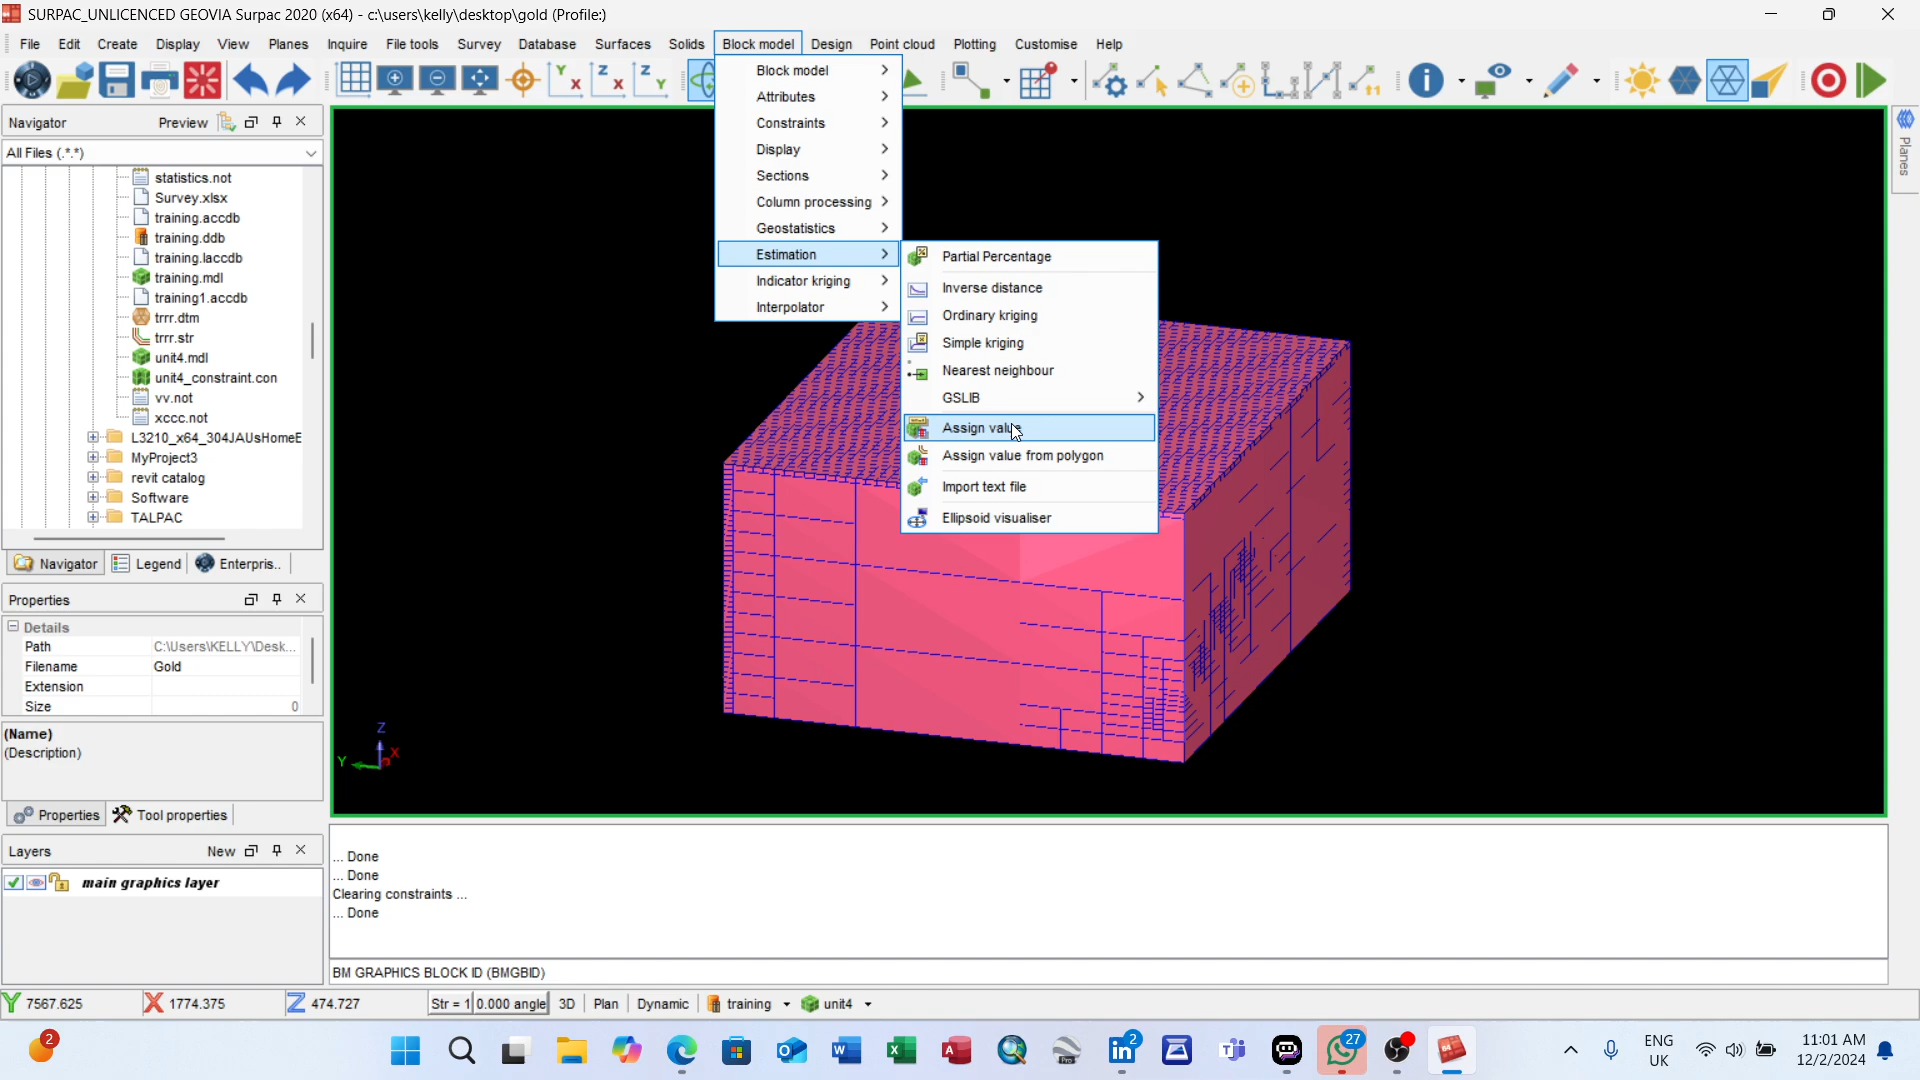 SURPAC_UNLICENCED GEOVIA Surpac 2020 (x64) - c:\users\kelly\desktop\gold (Profile:)
File Edit Create Display View Planes Inquire File tools Survey Database Surfaces Solids Block model Design Point cloud Plotting Customise Help
Navigator Preview
All Files (*.*)
statistics.not
Survey.xlsx
training.accdb
training.ddb
training.laccdb
training.mdl
training1.accdb
trrr.dtm
trrr.str
unit4.mdl
unit4_constraint.con
vv.not
xccc.not
L3210_x64_304JAUsHomeE
MyProject3
revit catalog
Software
TALPAC
Navigator Legend Enterpris..
Properties
Details
Path C:\Users\KELLY\Desk...
Filename Gold
Extension
Size 0
(Name)
(Description)
Properties Tool properties
Layers New
main graphics layer
Block model
Attributes
Constraints
Display
Sections
Column processing
Geostatistics
Estimation
Indicator kriging
Interpolator
Partial Percentage
Inverse distance
Ordinary kriging
Simple kriging
Nearest neighbour
GSLIB
Assign value
Assign value from polygon
Import text file
Ellipsoid visualiser
Z
Y X
Planes
... Done
... Done
Clearing constraints ...
... Done
BM GRAPHICS BLOCK ID (BMGBID)
Y 7567.625 X 1774.375 Z 474.727 Str = 1 0.000 angle 3D Plan Dynamic training unit4
2
2
27
ENG
UK
11:01 AM
12/2/2024